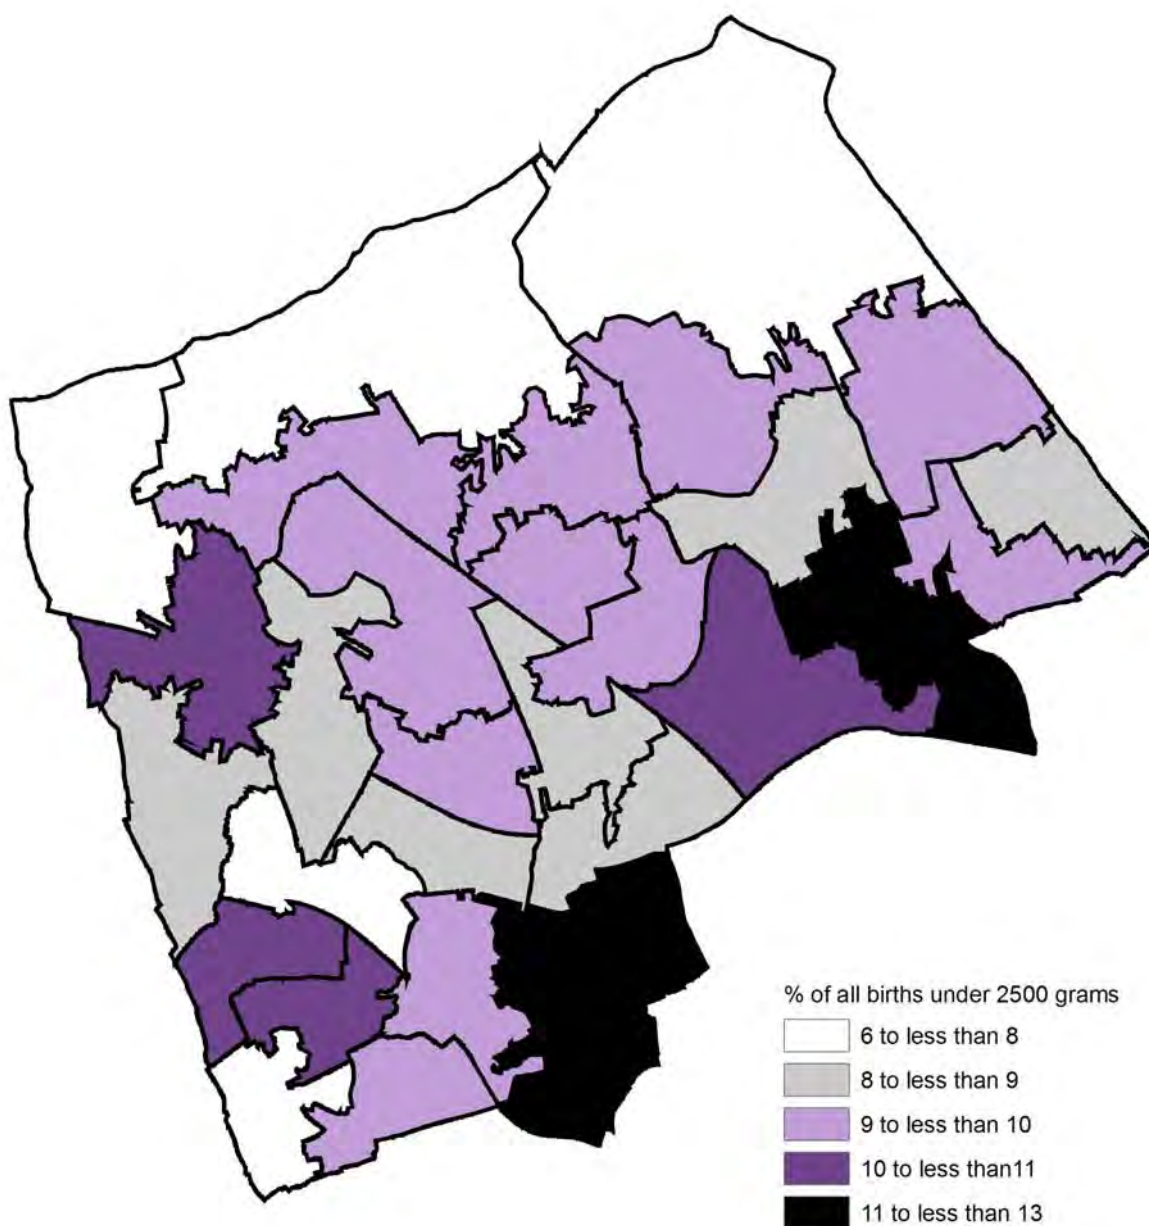 % of all births under 2500 grams
6 to less than 8
8 to less than 9
9 to less than 10
10 to less than11
11 to less than 13